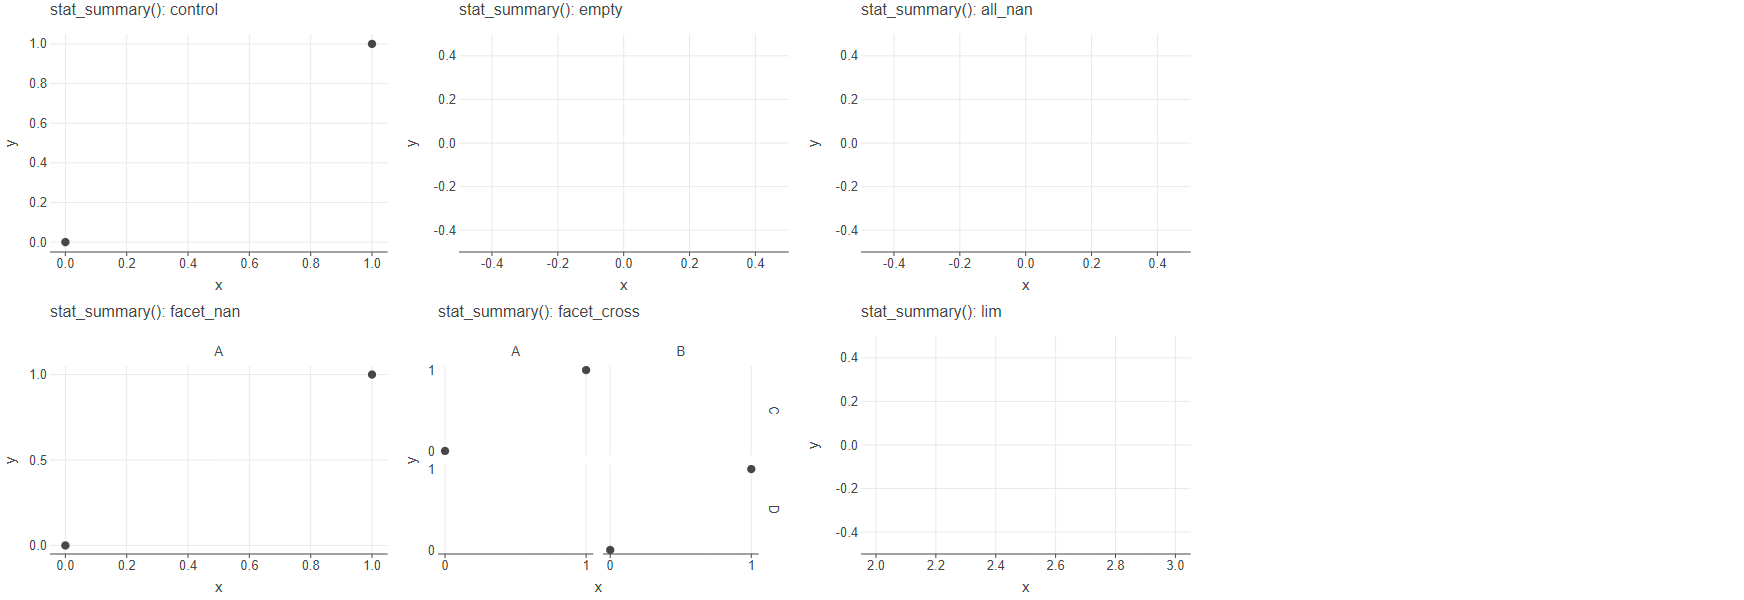 stat_summary(): control
1.0
0.8
0.6
0.4
0.2
0.0
y
0.0 0.2 0.4 0.6 0.8 1.0
x
stat_summary(): empty
0.4
0.2
0.0
-0.2
-0.4
y
-0.4 -0.2 0.0 0.2 0.4
x
stat_summary(): all_nan
0.4
0.2
0.0
-0.2
-0.4
y
-0.4 -0.2 0.0 0.2 0.4
x
stat_summary(): facet_nan
A
1.0
0.5
0.0
y
0.0 0.2 0.4 0.6 0.8 1.0
x
stat_summary(): facet_cross
A B
1
0
C
1
0
D
y
0 1 0 1
x
stat_summary(): lim
0.4
0.2
0.0
-0.2
-0.4
y
2.0 2.2 2.4 2.6 2.8 3.0
x